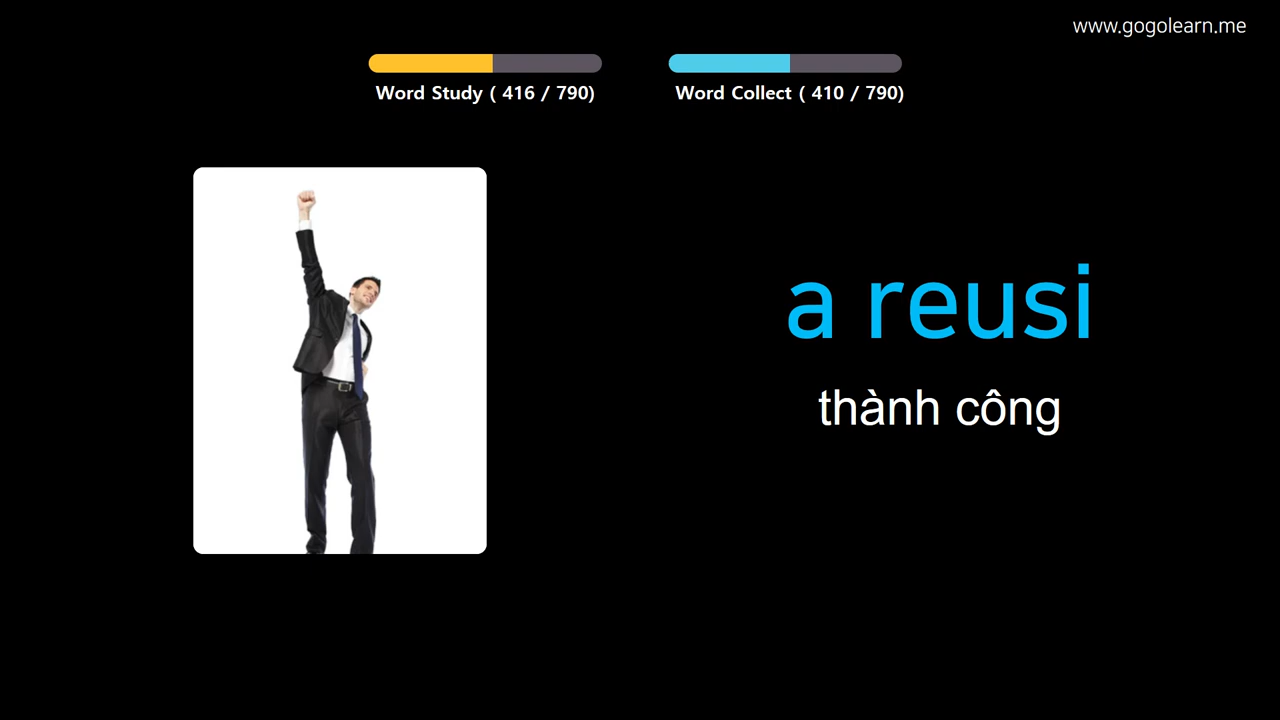 www.gogolearn.me
Word Study ( 416 / 790)
Word Collect ( 410 / 790)
a reusi
thành công